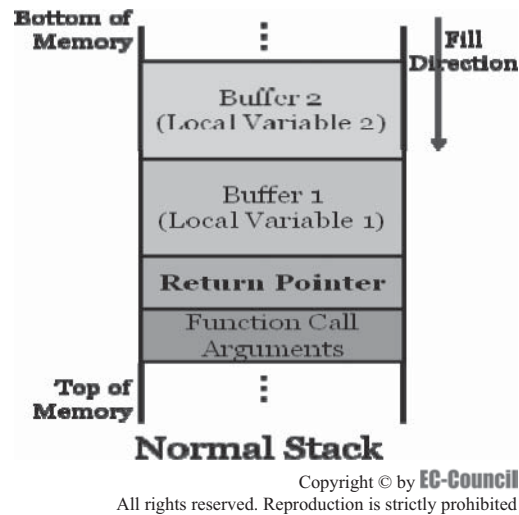 Bottom of
Memory
Fill
Direction
Buffer 2
(Local Variable 2)
Buffer 1
(Local Variable 1)
Return Pointer
Function Call
Arguments
Top of
Memory
Normal Stack
Copyright © by EC-Council
All rights reserved. Reproduction is strictly prohibited